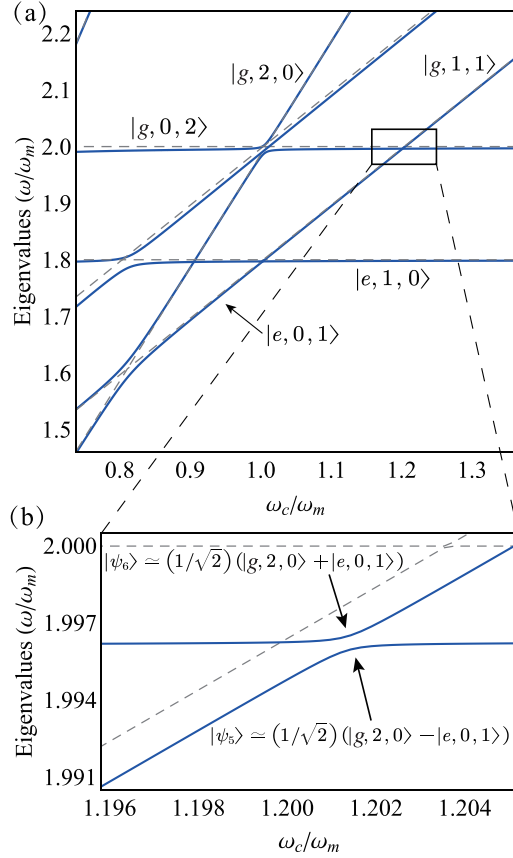 (a)
Eigenvalues (ω/ω_m)
2.2
2.1
2.0
1.9
1.8
1.7
1.6
1.5
|g, 2, 0⟩
|g, 1, 1⟩
|g, 0, 2⟩
|e, 1, 0⟩
|e, 0, 1⟩
0.8 0.9 1.0 1.1 1.2 1.3
ω_c/ω_m
(b)
Eigenvalues (ω/ω_m)
2.000
1.997
1.994
1.991
|ψ_6⟩ ≃ (1/√2) (|g, 2, 0⟩ + |e, 0, 1⟩)
|ψ_5⟩ ≃ (1/√2) (|g, 2, 0⟩ − |e, 0, 1⟩)
1.196 1.198 1.200 1.202 1.204
ω_c/ω_m